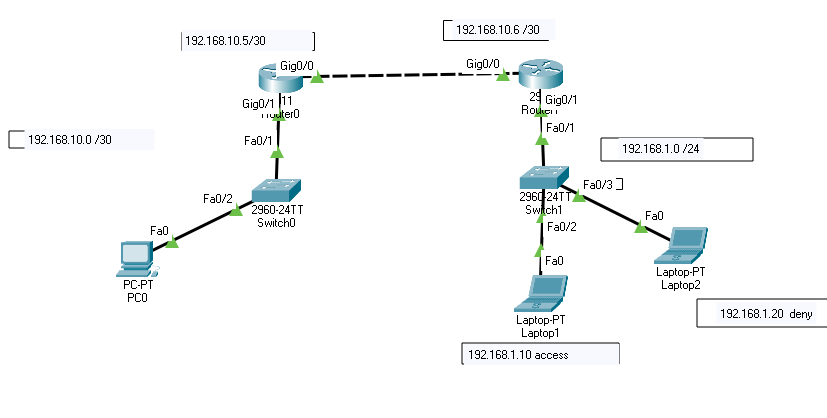 192.168.10.5/30
192.168.10.6 /30
Gig0/0
Gig0/0
11
Router0
Gig0/1
29
Router1
Gig0/1
192.168.10.0 /30
Fa0/1
Fa0/1
192.168.1.0 /24
Fa0/2
2960-24TT
Switch0
2960-24TT
Switch1
Fa0/3
Fa0
Fa0/2
Fa0
PC-PT
PC0
Fa0
Laptop-PT
Laptop2
Laptop-PT
Laptop1
192.168.1.20 deny
192.168.1.10 access